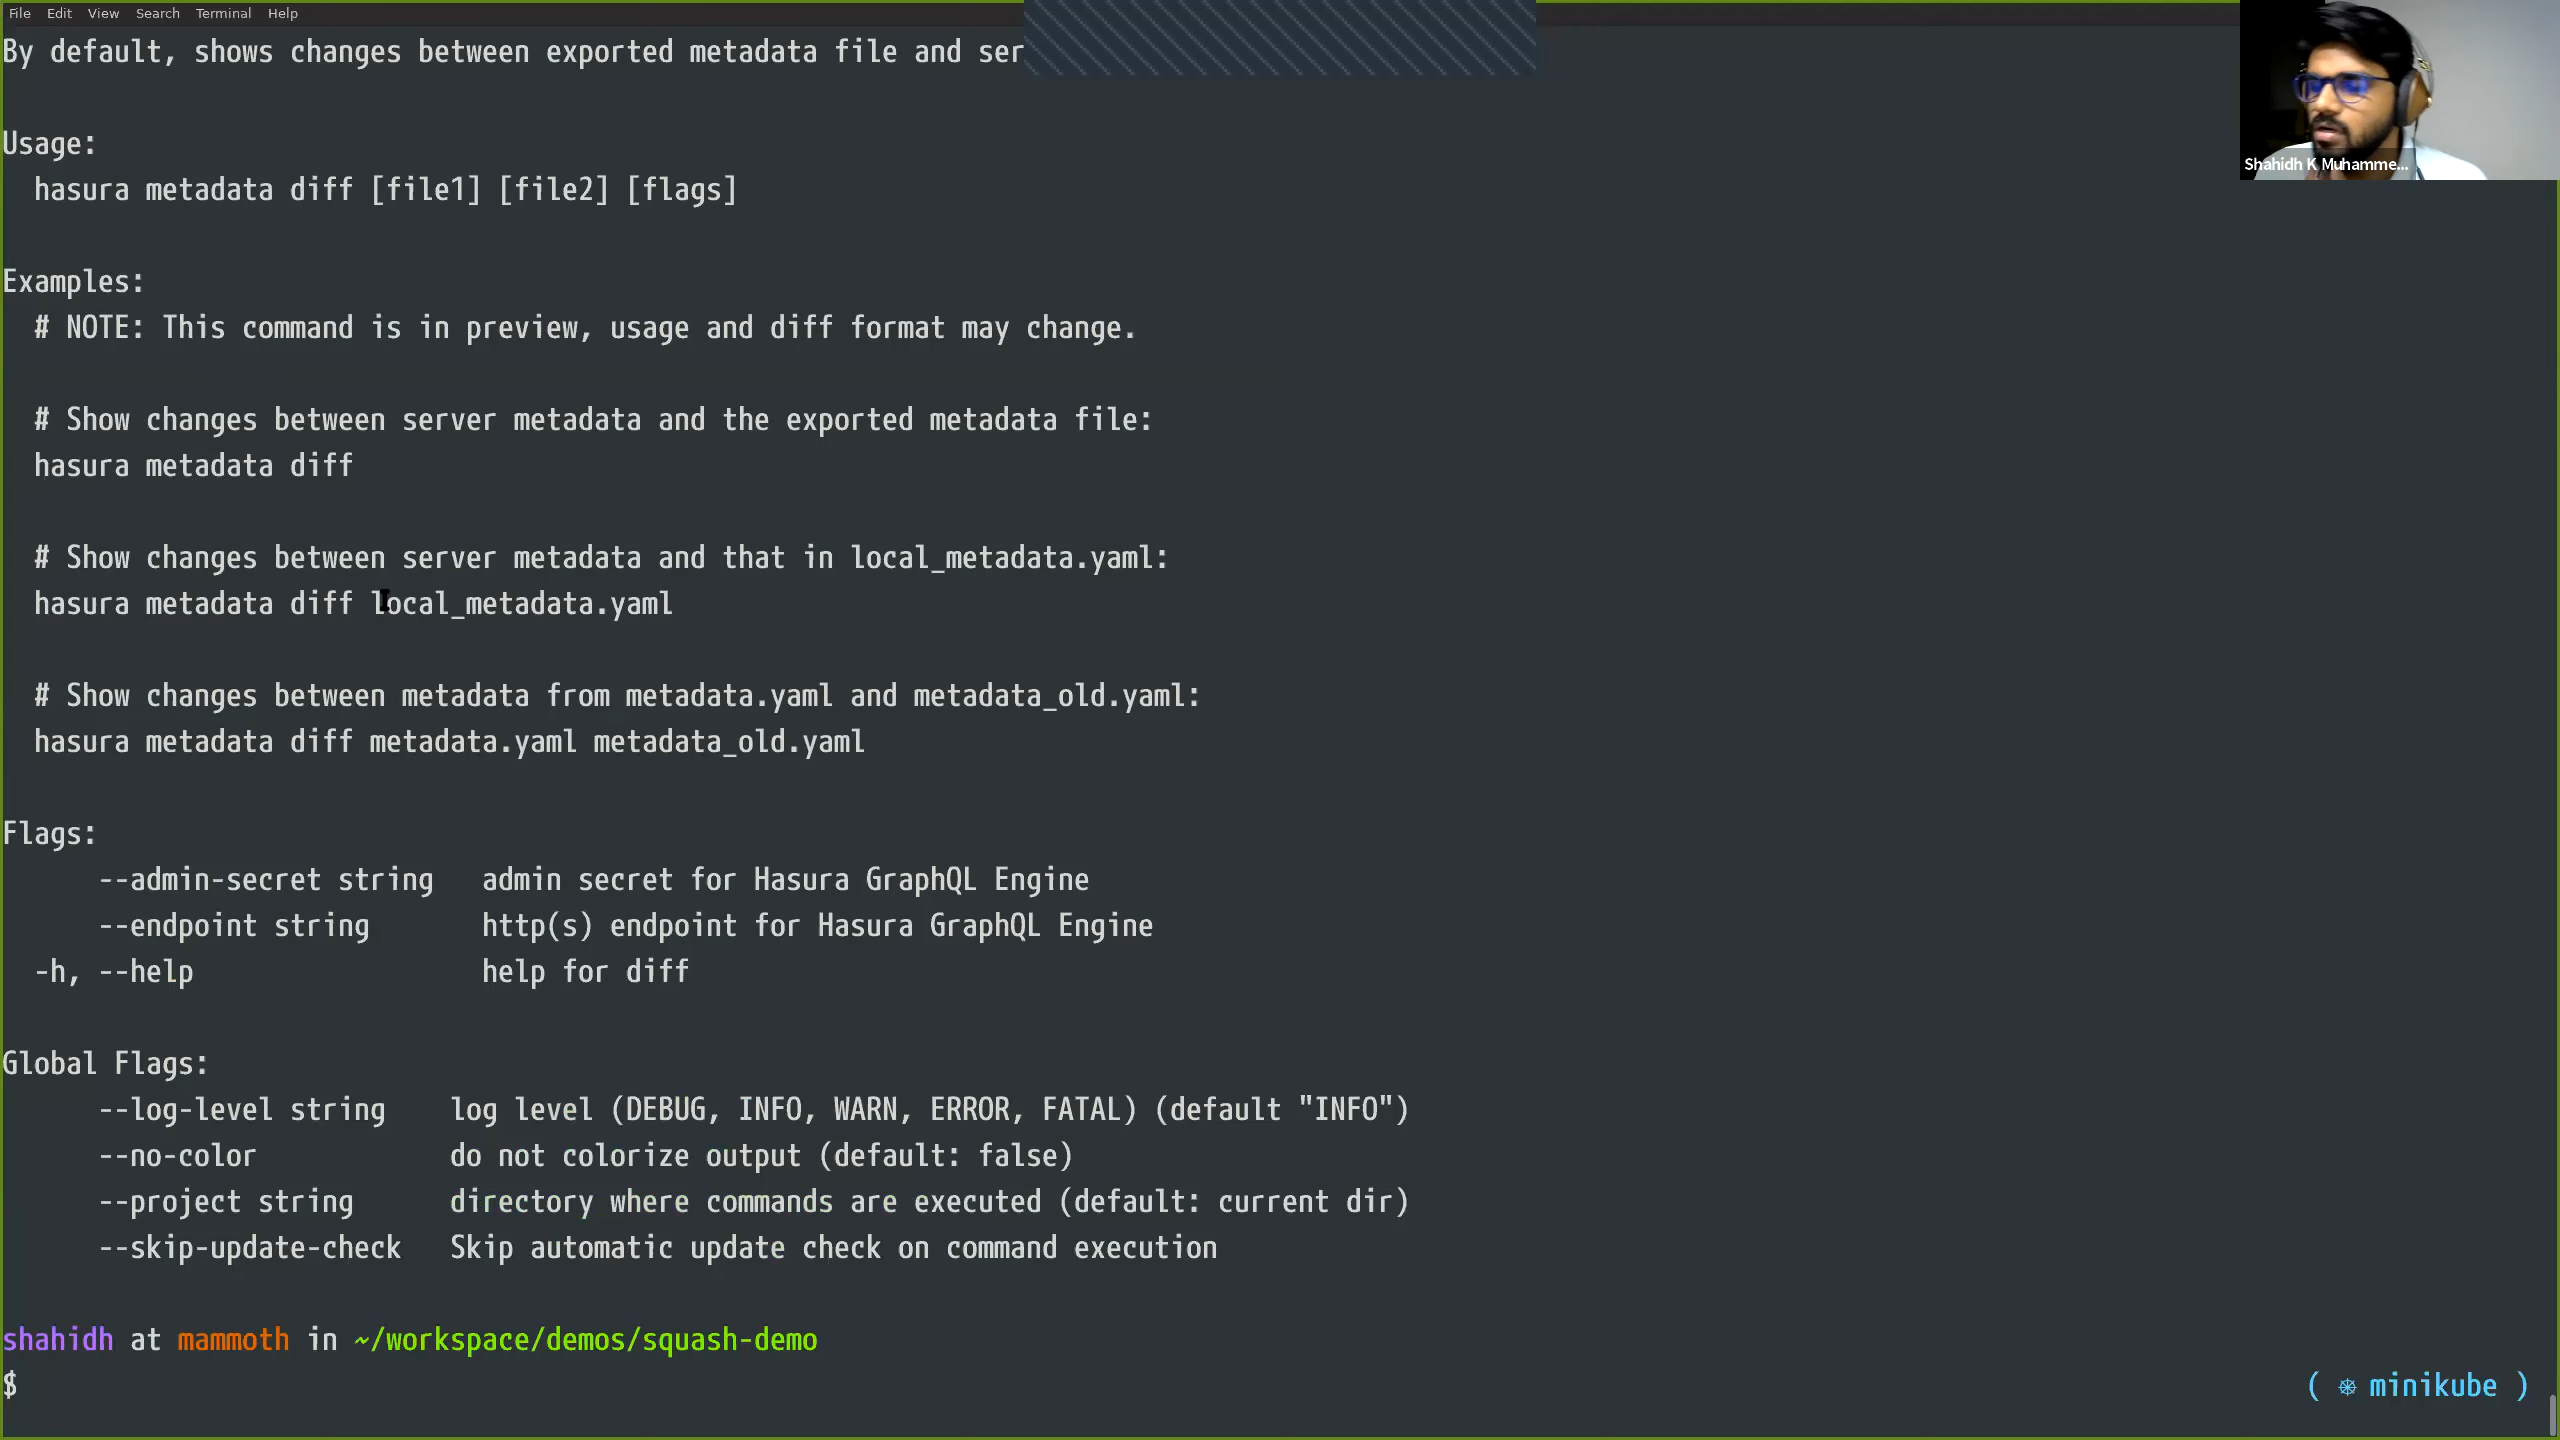 File Edit View Search Terminal Help
By default, shows changes between exported metadata file and ser
Shahidh K Muhamme...
Usage:
hasura metadata diff [file1] [file2] [flags]
Examples:
# NOTE: This command is in preview, usage and diff format may change.
# Show changes between server metadata and the exported metadata file:
hasura metadata diff
# Show changes between server metadata and that in local_metadata.yaml:
hasura metadata diff local_metadata.yaml
# Show changes between metadata from metadata.yaml and metadata_old.yaml:
hasura metadata diff metadata.yaml metadata_old.yaml
Flags:
--admin-secret string admin secret for Hasura GraphQL Engine
--endpoint string http(s) endpoint for Hasura GraphQL Engine
-h, --help help for diff
Global Flags:
--log-level string log level (DEBUG, INFO, WARN, ERROR, FATAL) (default "INFO")
--no-color do not colorize output (default: false)
--project string directory where commands are executed (default: current dir)
--skip-update-check Skip automatic update check on command execution
shahidh at mammoth in ~/workspace/demos/squash-demo
$ ( ⎈ minikube )